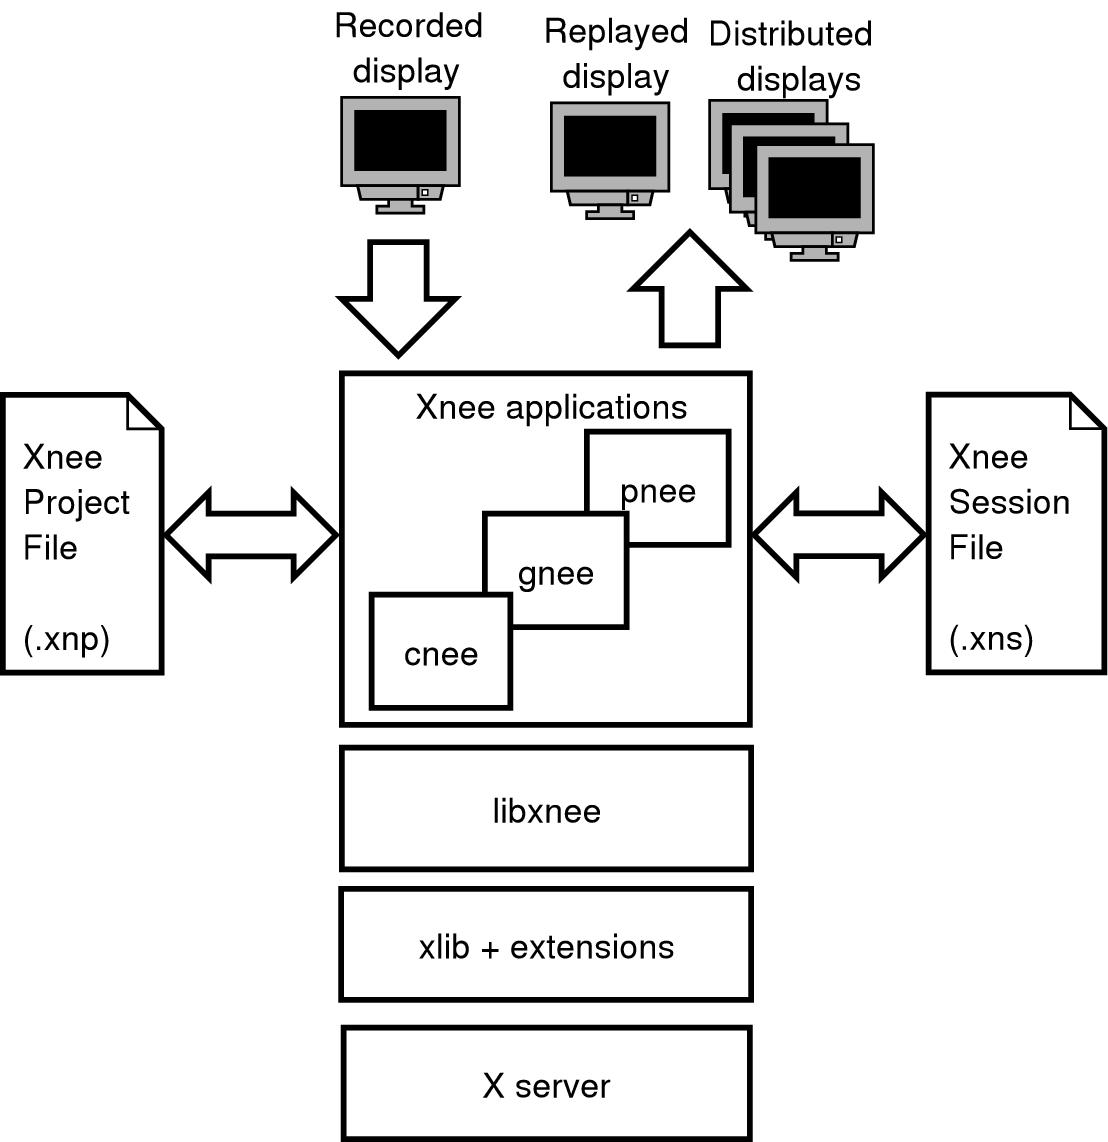 Recorded
display
Replayed
display
Distributed
displays
Xnee applications
pnee
gnee
cnee
Xnee
Project
File
(.xnp)
Xnee
Session
File
(.xns)
libxnee
xlib + extensions
X server